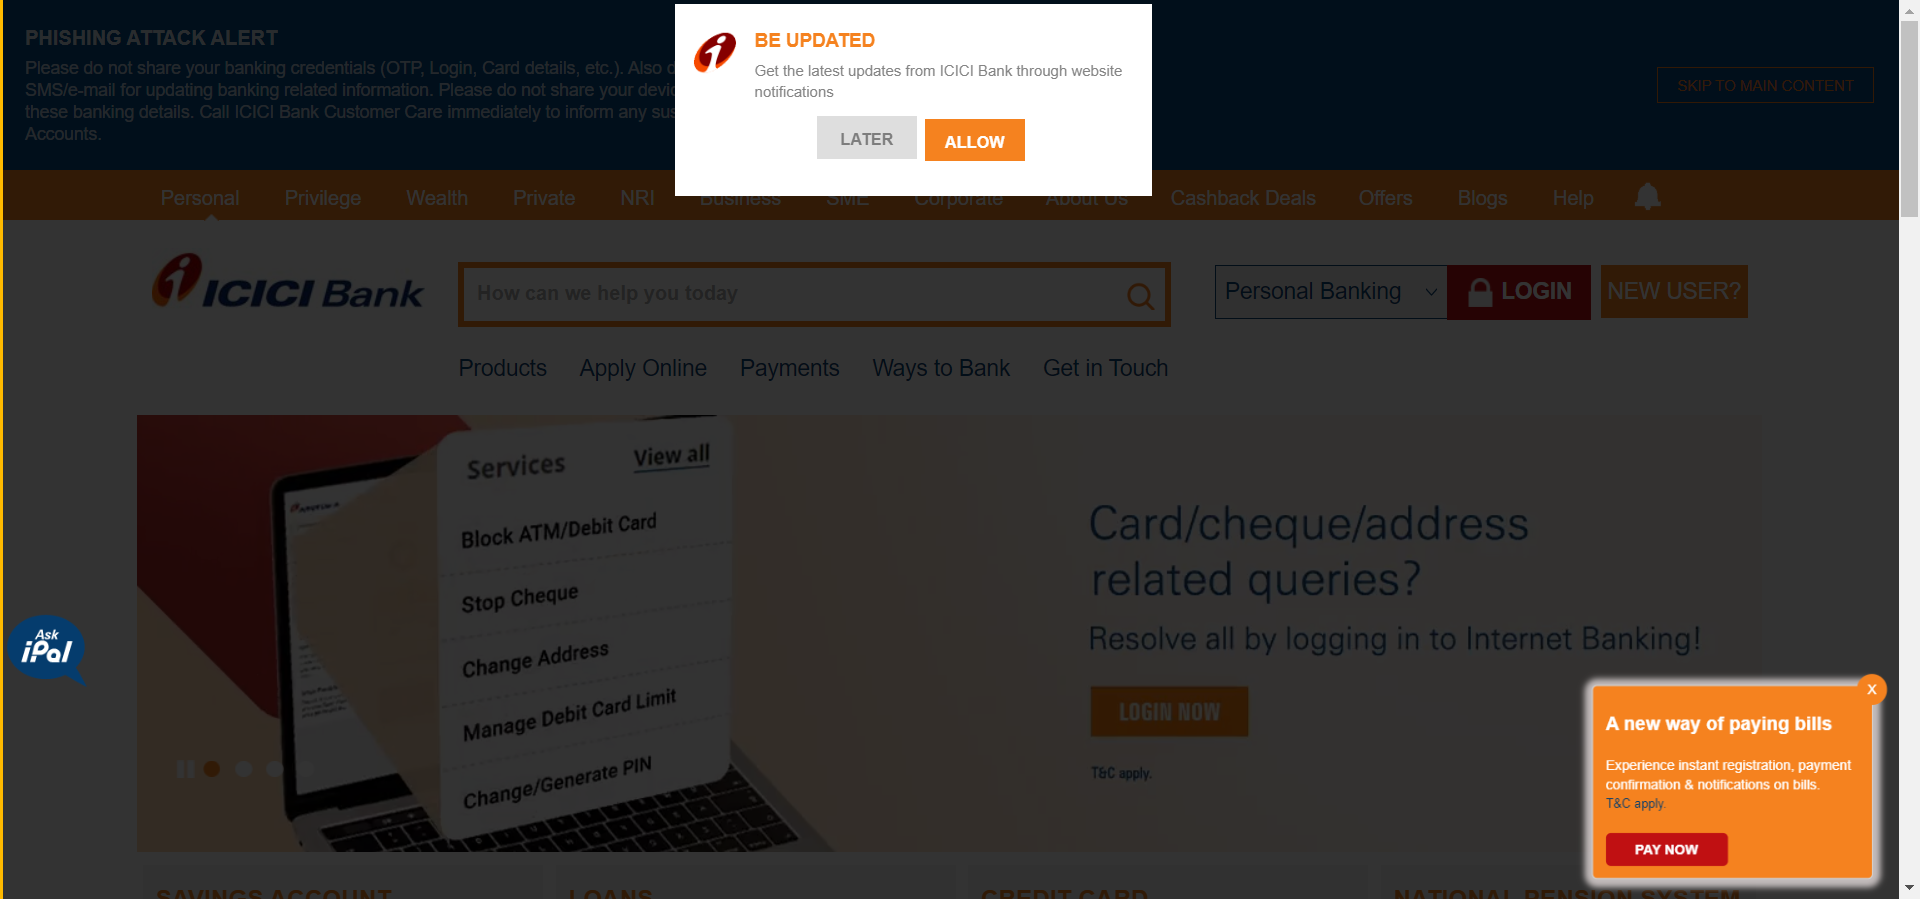 PHISHING ATTACK ALERT
Please do not share your banking credentials (OTP, Login, Card details, etc.). Also
SMS/e-mail for updating banking related information. Please do not share your
these banking details. Call ICICI Bank Customer Care immediately to inform any
Accounts.
BE UPDATED
Get the latest updates from ICICI Bank through website
notifications
LATER
ALLOW
SKIP TO MAIN CONTENT
Personal
Privilege
Wealth
Private
NRI
Business
SME
Corporate
About Us
Cashback Deals
Offers
Blogs
Help
ICICI Bank
How can we help you today
Personal Banking
LOGIN
NEW USER?
Products
Apply Online
Payments
Ways to Bank
Get in Touch
Services
View all
Block ATM/Debit Card
Stop Cheque
Change Address
Manage Debit Card Limit
Change/Generate PIN
Card/cheque/address
related queries?
Resolve all by logging in to Internet Banking!
LOGIN NOW
T&C apply.
Ask
iPal
X
A new way of paying bills
Experience instant registration, payment
confirmation & notifications on bills.
T&C apply.
PAY NOW
SAVINGS ACCOUNT
LOANS
CREDIT CARD
NATIONAL PENSION SYSTEM